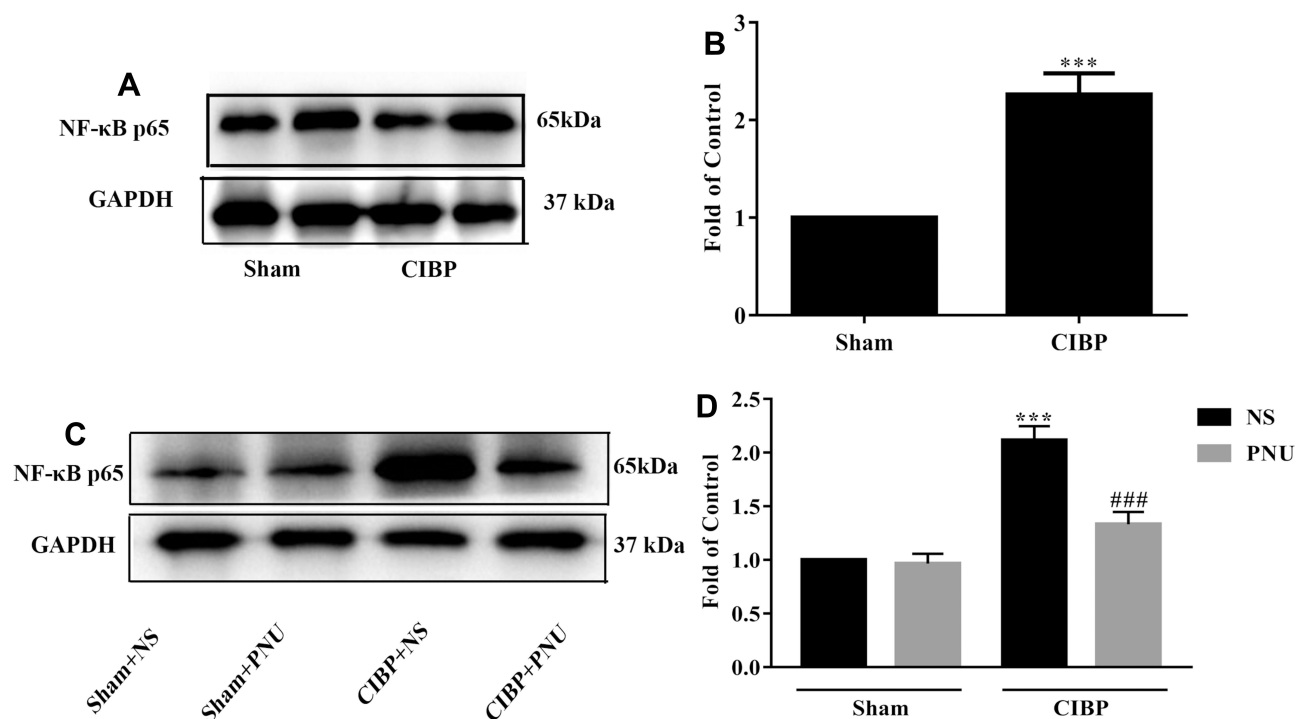 A
NF-κB p65
65kDa
GAPDH
37 kDa
Sham
CIBP
B
Fold of Control
3
2
1
0
***
Sham
CIBP
C
NF-κB p65
65kDa
GAPDH
37 kDa
Sham+NS
Sham+PNU
CIBP+NS
CIBP+PNU
D
Fold of Control
2.5
2.0
1.5
1.0
0.5
0.0
***
###
NS
PNU
Sham
CIBP